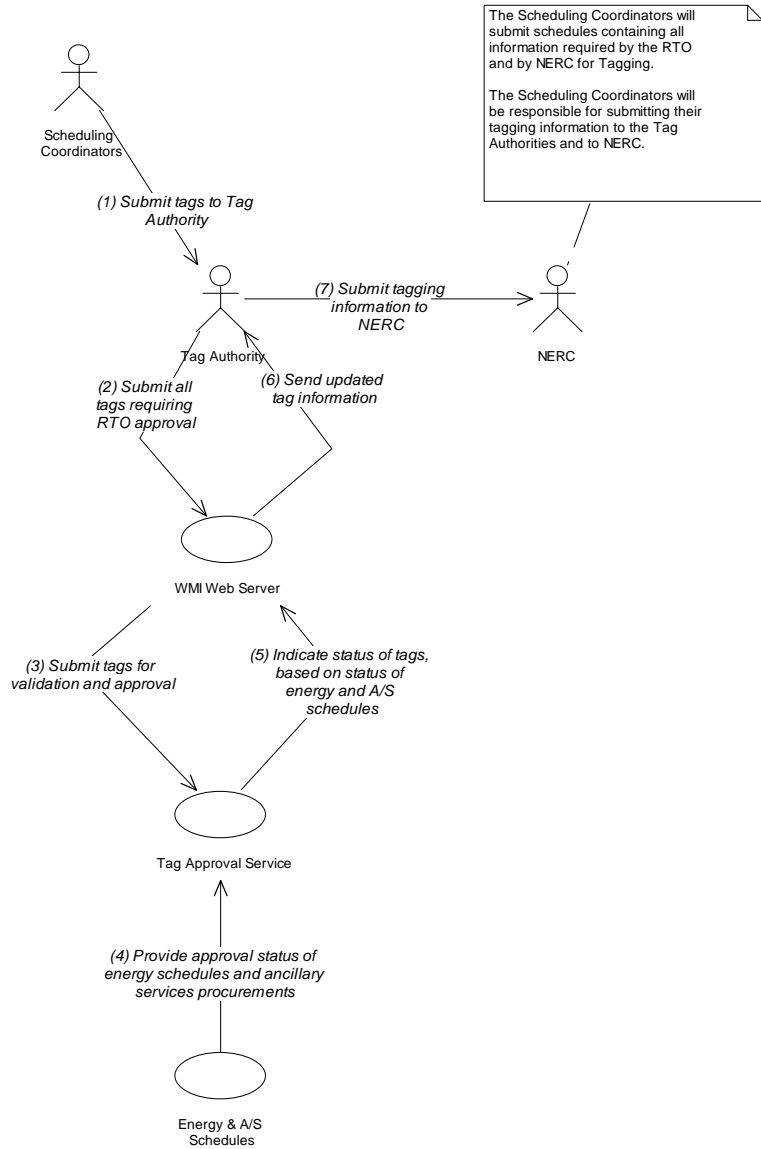 The Scheduling Coordinators will
submit schedules containing all
information required by the RTO
and by NERC for Tagging.
The Scheduling Coordinators will
be responsible for submitting their
tagging information to the Tag
Authorities and to NERC.
Scheduling
Coordinators
(1) Submit tags to Tag
Authority
(7) Submit tagging
information to
NERC
Tag Authority
NERC
(2) Submit all
tags requiring
RTO approval
(6) Send updated
tag information
WMI Web Server
(3) Submit tags for
validation and approval
(5) Indicate status of tags,
based on status of
energy and A/S
schedules
Tag Approval Service
(4) Provide approval status of
energy schedules and ancillary
services procurements
Energy & A/S
Schedules